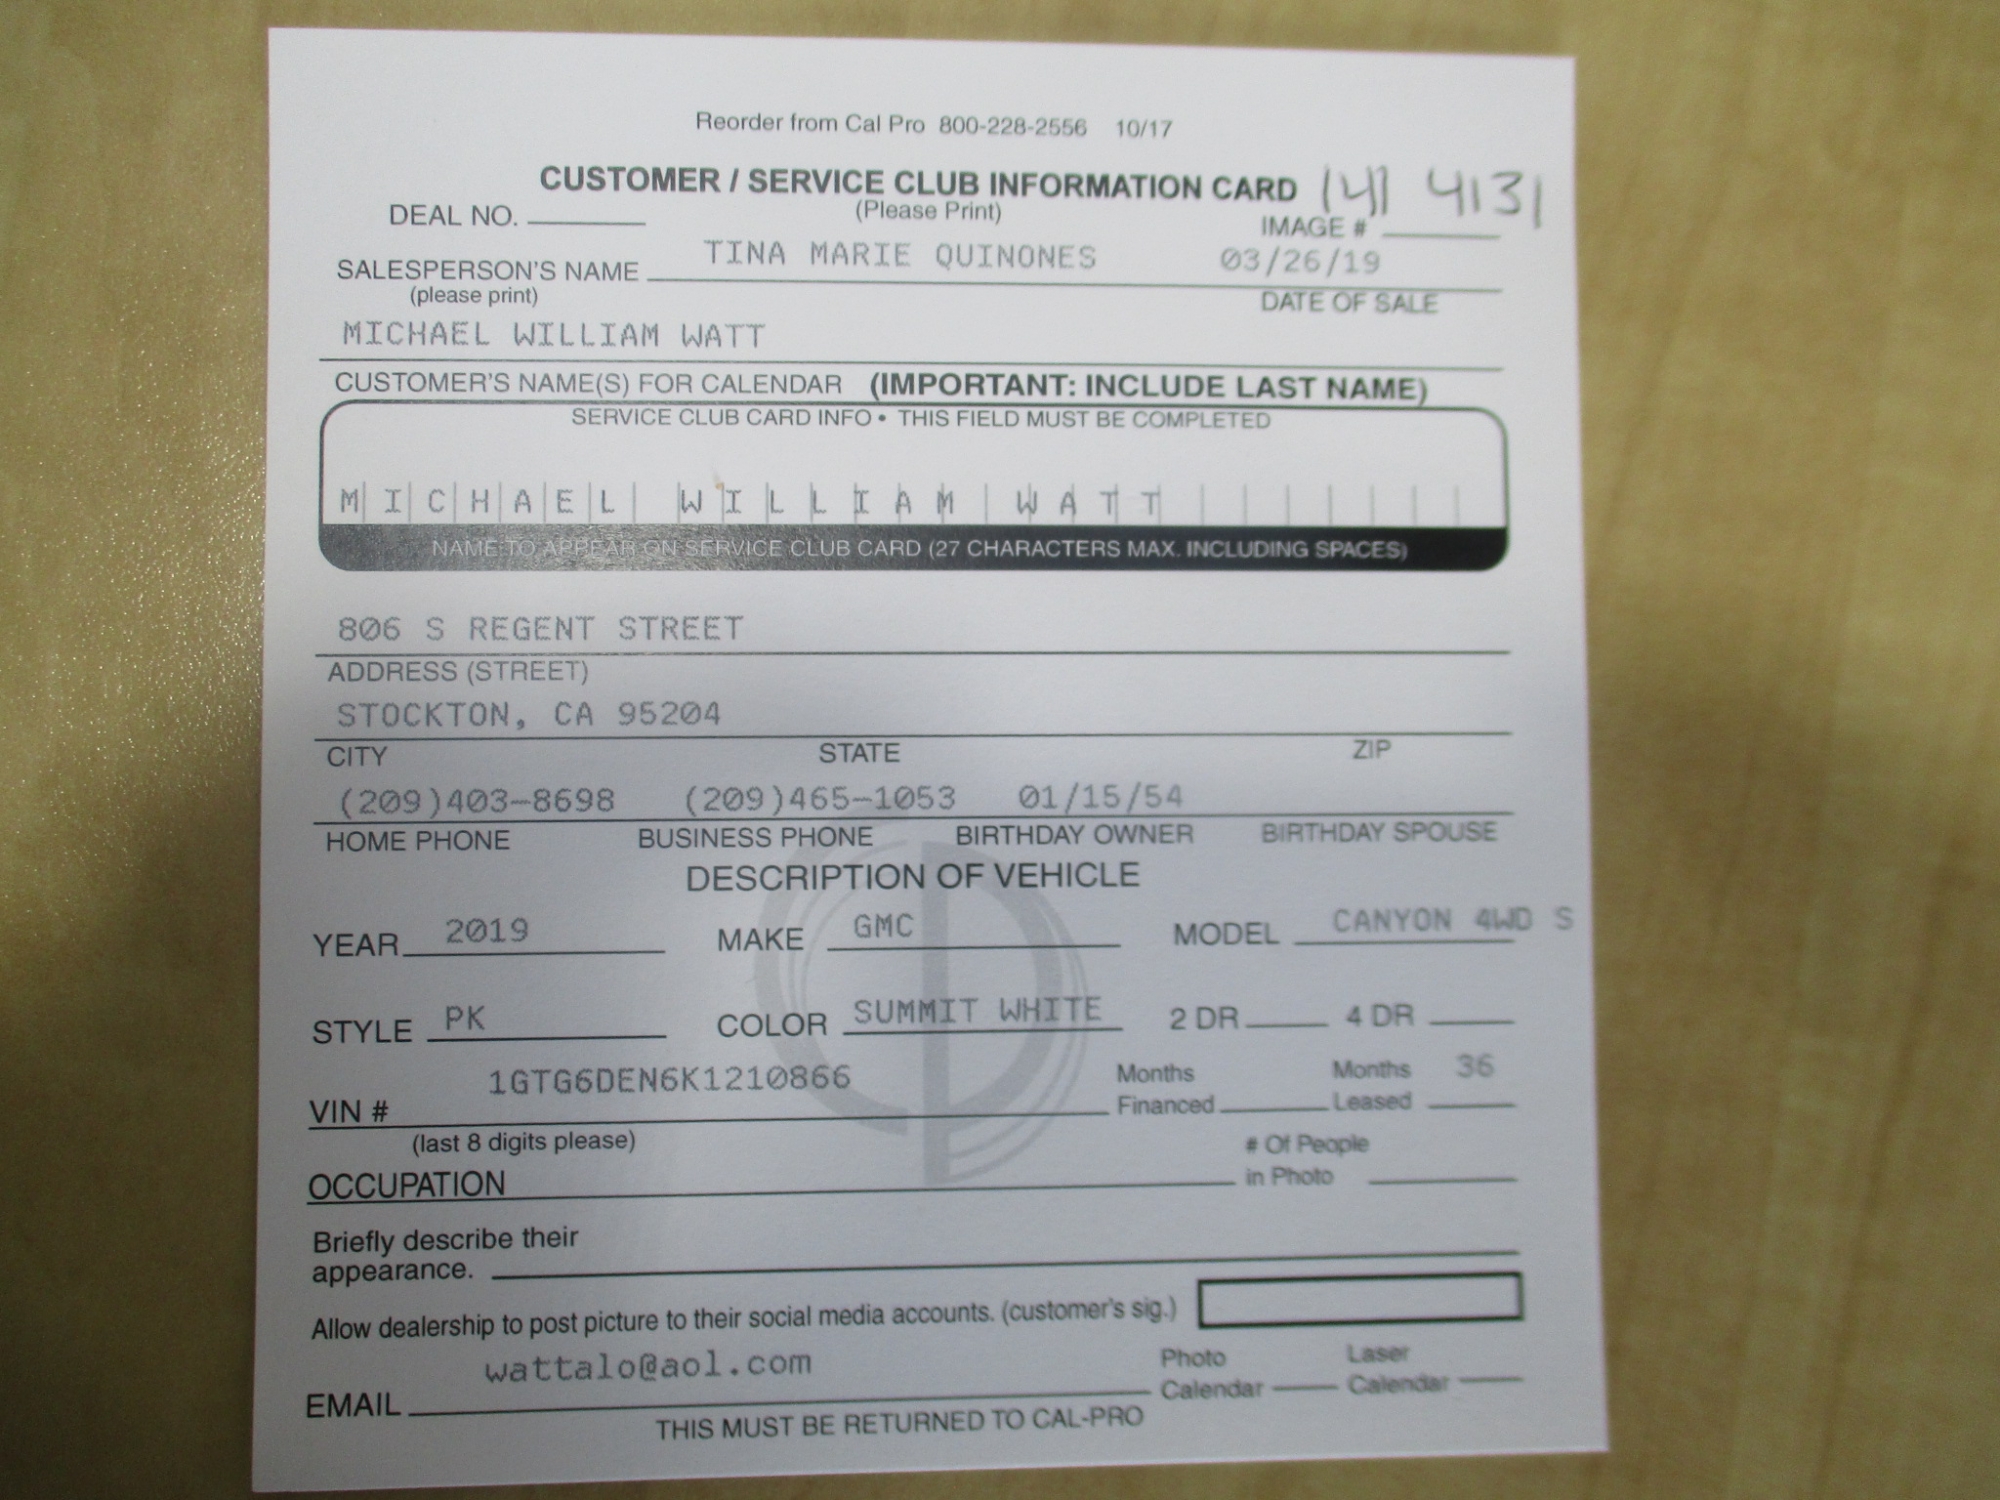 Reorder from Cal Pro 800-228-2556 10/17
CUSTOMER / SERVICE CLUB INFORMATION CARD 141 4131
DEAL NO. (Please Print) IMAGE #
SALESPERSON'S NAME TINA MARIE QUINONES 03/26/19
(please print) DATE OF SALE
MICHAEL WILLIAM WATT
CUSTOMER'S NAME(S) FOR CALENDAR (IMPORTANT: INCLUDE LAST NAME)
SERVICE CLUB CARD INFO • THIS FIELD MUST BE COMPLETED
MICHAEL WILLIAM WATT
NAME TO APPEAR ON SERVICE CLUB CARD (27 CHARACTERS MAX. INCLUDING SPACES)
806 S REGENT STREET
ADDRESS (STREET)
STOCKTON, CA 95204
CITY STATE ZIP
(209)403-8698 (209)465-1053 01/15/54
HOME PHONE BUSINESS PHONE BIRTHDAY OWNER BIRTHDAY SPOUSE
DESCRIPTION OF VEHICLE
YEAR 2019 MAKE GMC MODEL CANYON 4WD S
STYLE PK COLOR SUMMIT WHITE 2 DR 4 DR
VIN # 1GTG6DEN6K1210866 Months Financed Months Leased 36
(last 8 digits please)
OCCUPATION # Of People in Photo
Briefly describe their
appearance.
Allow dealership to post picture to their social media accounts. (customer's sig.)
EMAIL wattalo@aol.com Photo Calendar Laser Calendar
THIS MUST BE RETURNED TO CAL-PRO